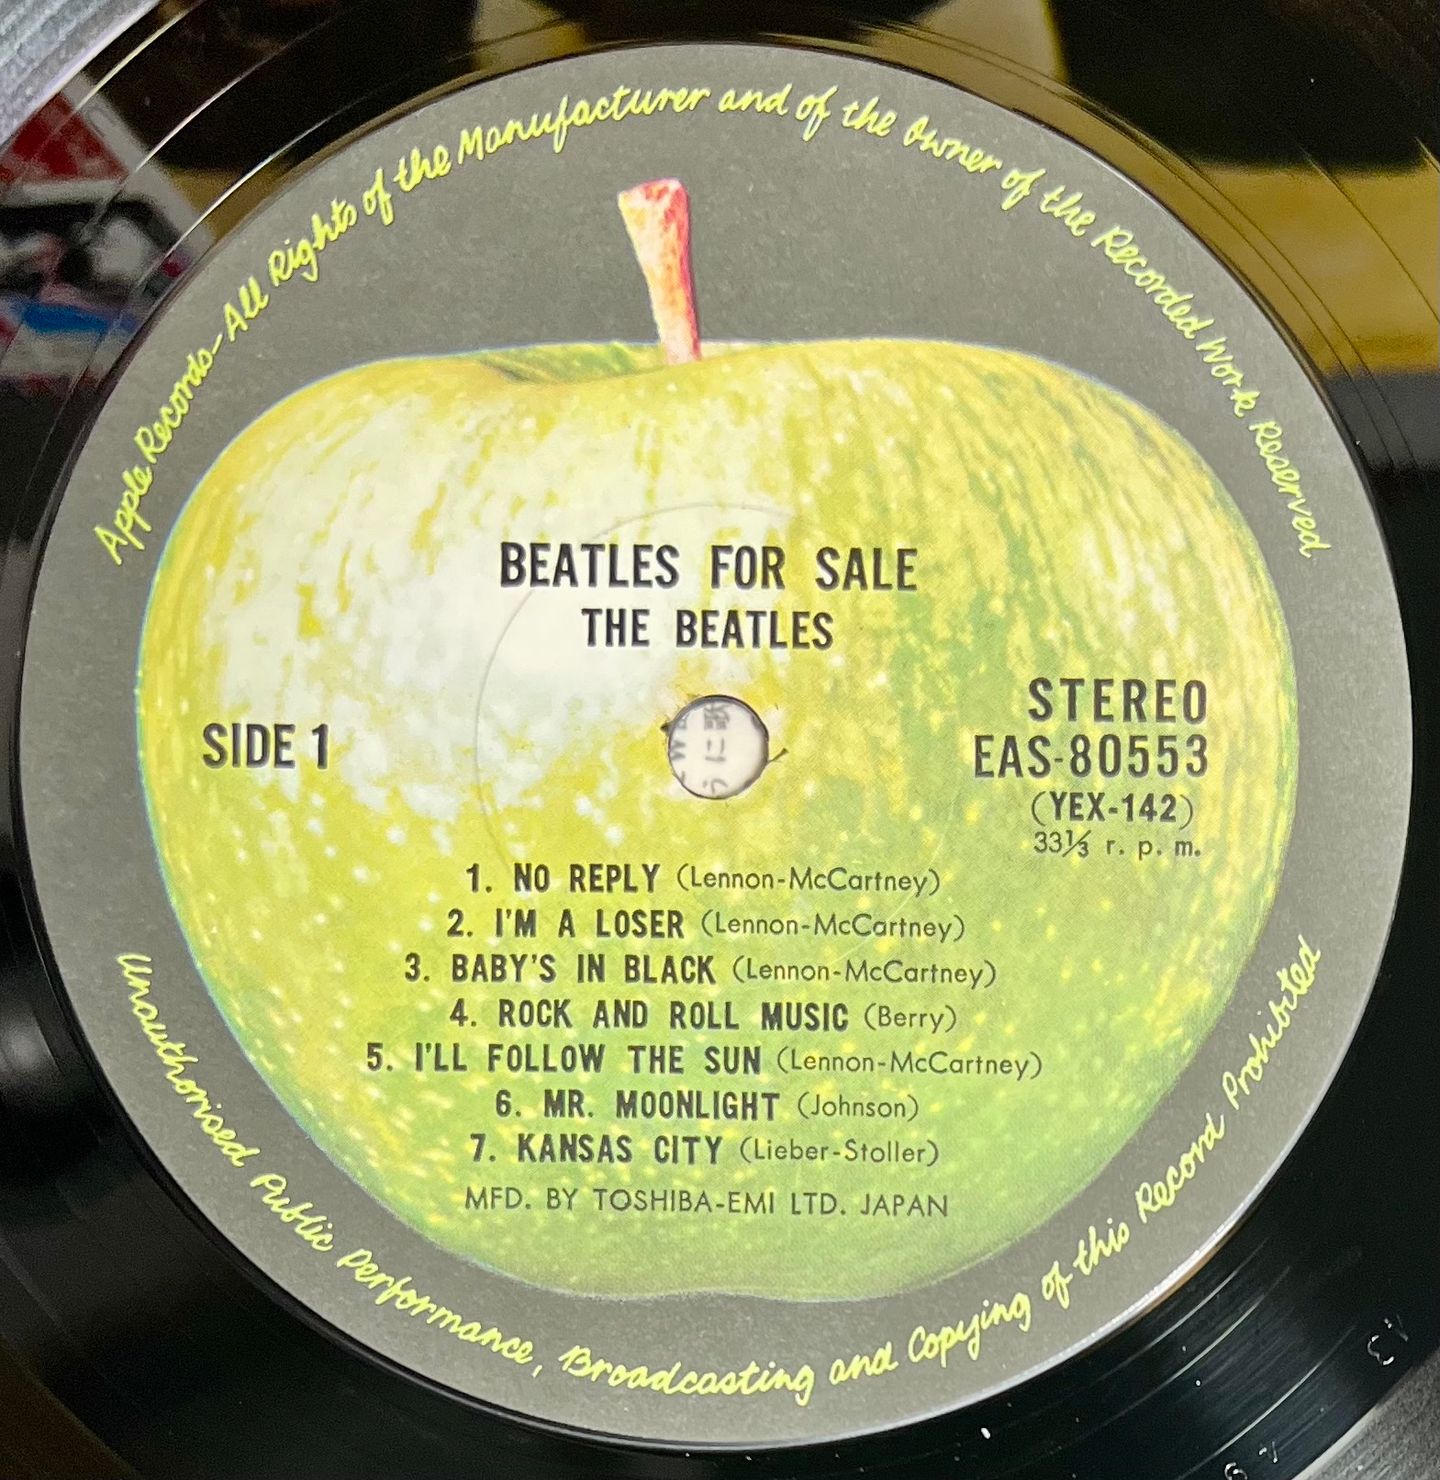 Apple Records-All Rights of the Manufacturer and of the Owner of the Recorded Work Reserved
BEATLES FOR SALE
THE BEATLES
SIDE 1
STEREO
EAS-80553
(YEX-142)
33⅓ r. p. m.
1. NO REPLY (Lennon-McCartney)
2. I'M A LOSER (Lennon-McCartney)
3. BABY'S IN BLACK (Lennon-McCartney)
4. ROCK AND ROLL MUSIC (Berry)
5. I'LL FOLLOW THE SUN (Lennon-McCartney)
6. MR. MOONLIGHT (Johnson)
7. KANSAS CITY (Lieber-Stoller)
MFD. BY TOSHIBA-EMI LTD. JAPAN
Unauthorised Public Performance, Broadcasting and Copying of this Record Prohibited